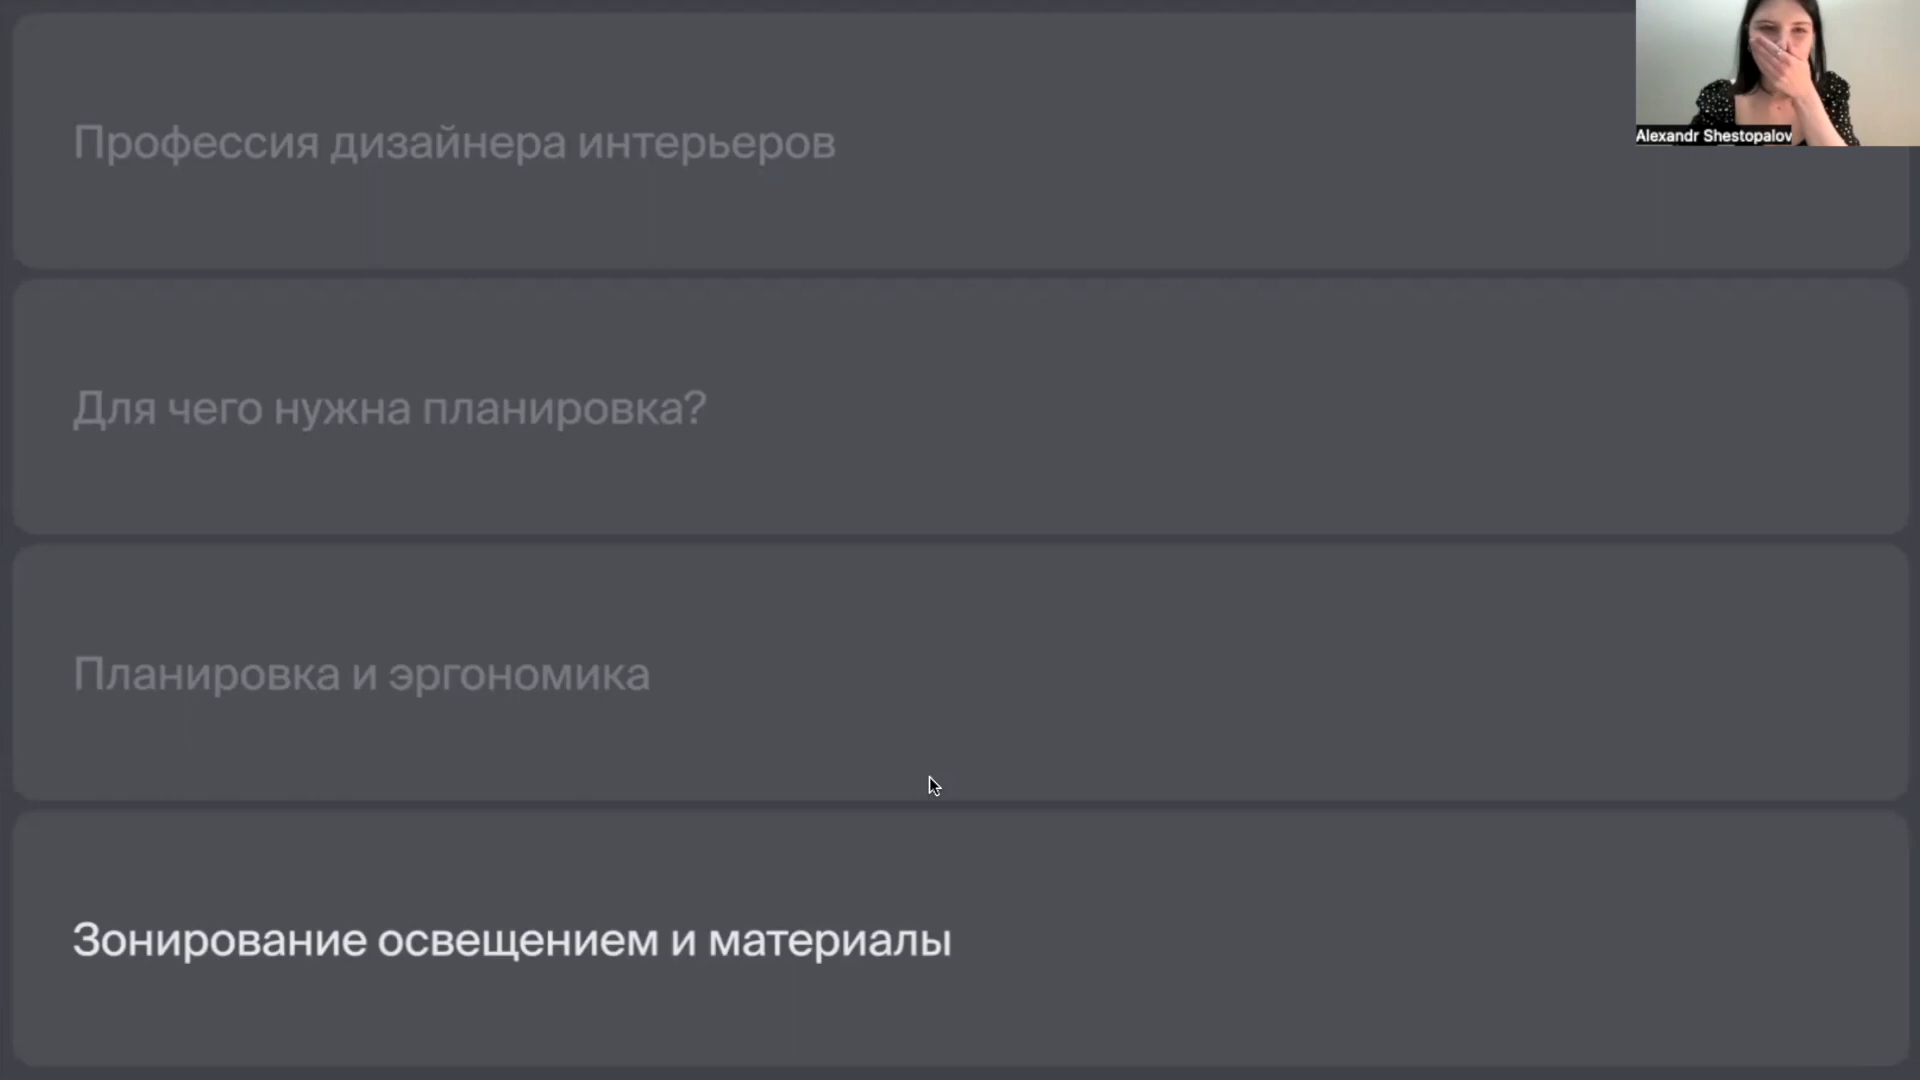 Профессия дизайнера интерьеров
Alexandr Shestopalov
Для чего нужна планировка?
Планировка и эргономика
Зонирование освещением и материалы